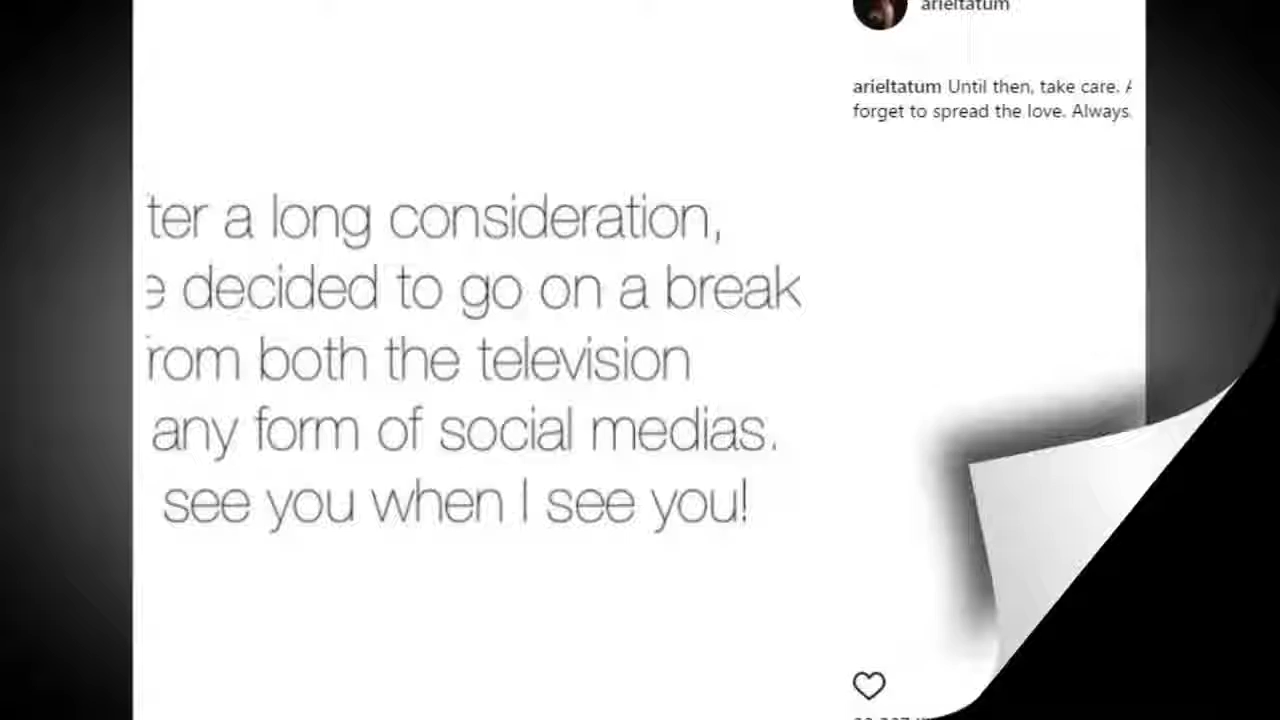 arieltatum
arieltatum Until then, take care.
forget to spread the love. Always.
ter a long consideration,
e decided to go on a break
from both the television
any form of social medias.
see you when I see you!